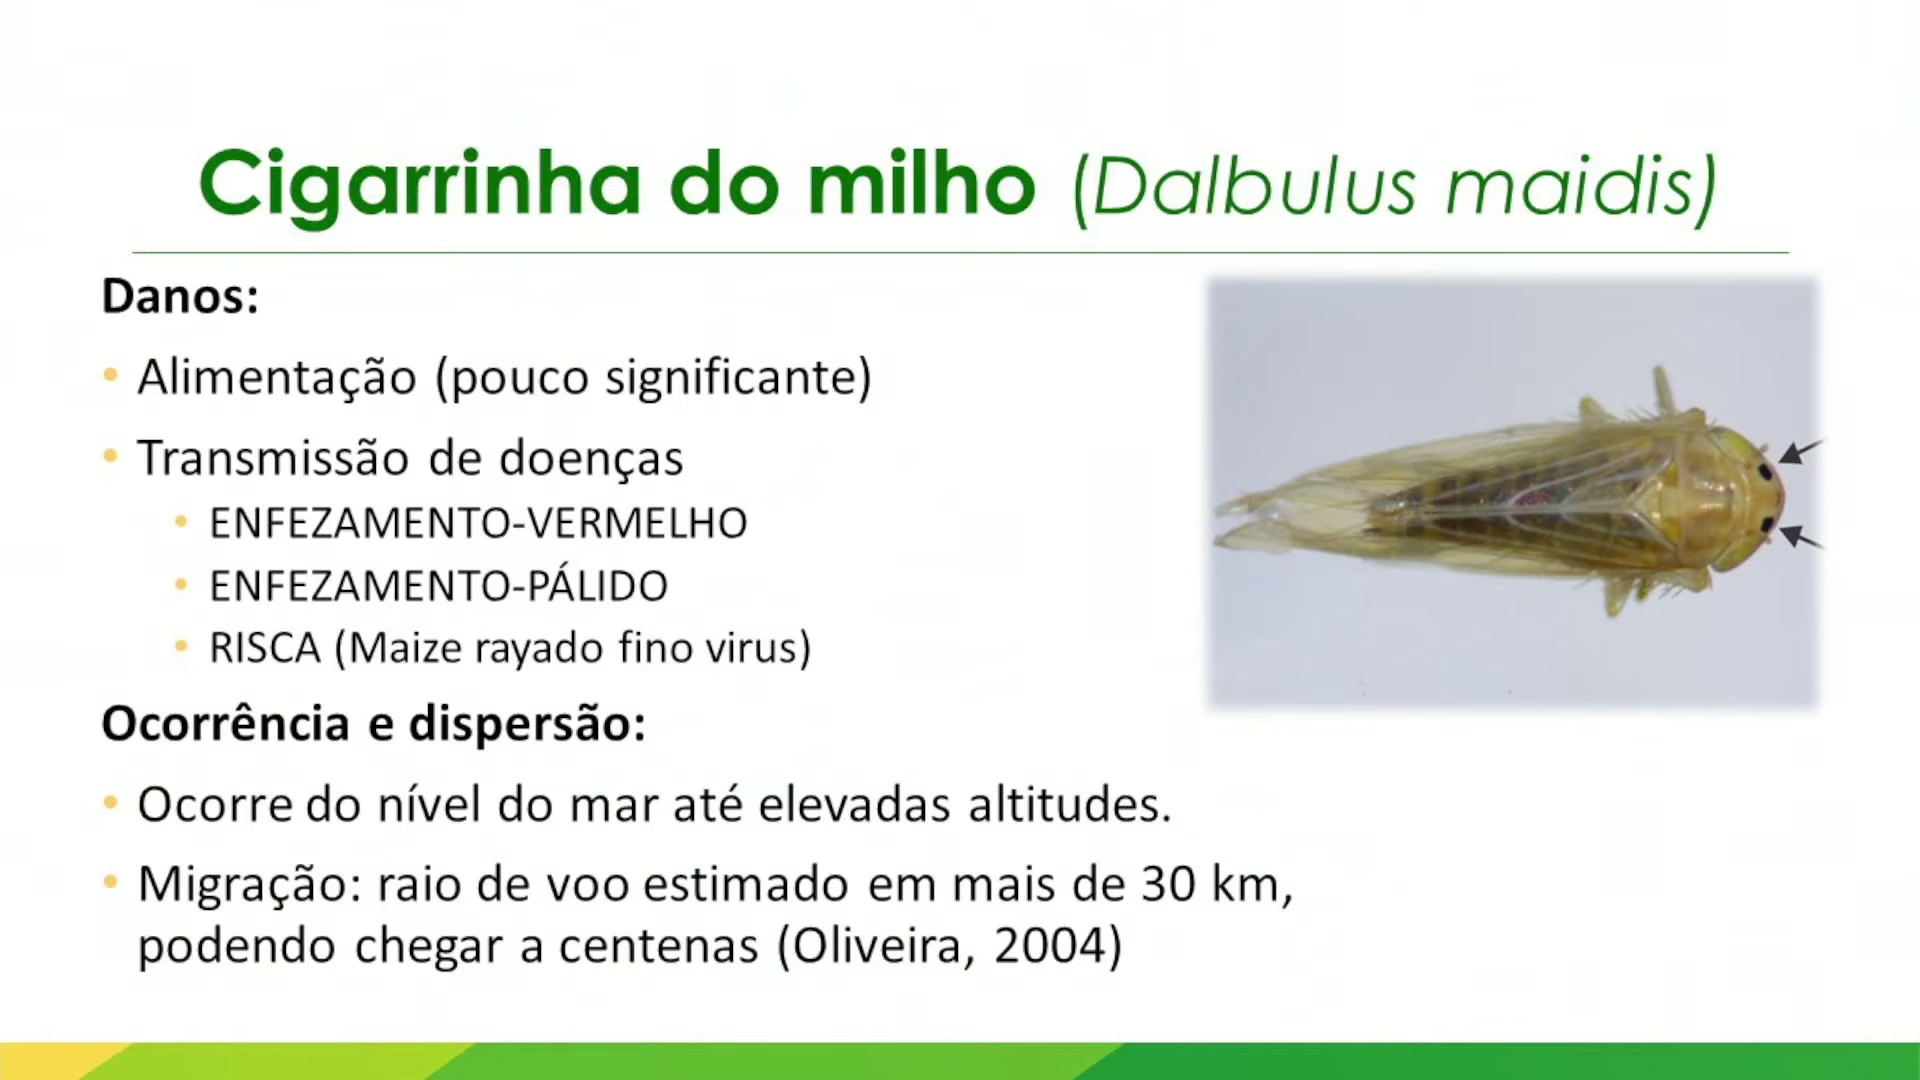 Cigarrinha do milho (Dalbulus maidis)
Danos:
• Alimentação (pouco significante)
• Transmissão de doenças
• ENFEZAMENTO-VERMELHO
• ENFEZAMENTO-PÁLIDO
• RISCA (Maize rayado fino virus)
Ocorrência e dispersão:
• Ocorre do nível do mar até elevadas altitudes.
• Migração: raio de voo estimado em mais de 30 km,
podendo chegar a centenas (Oliveira, 2004)